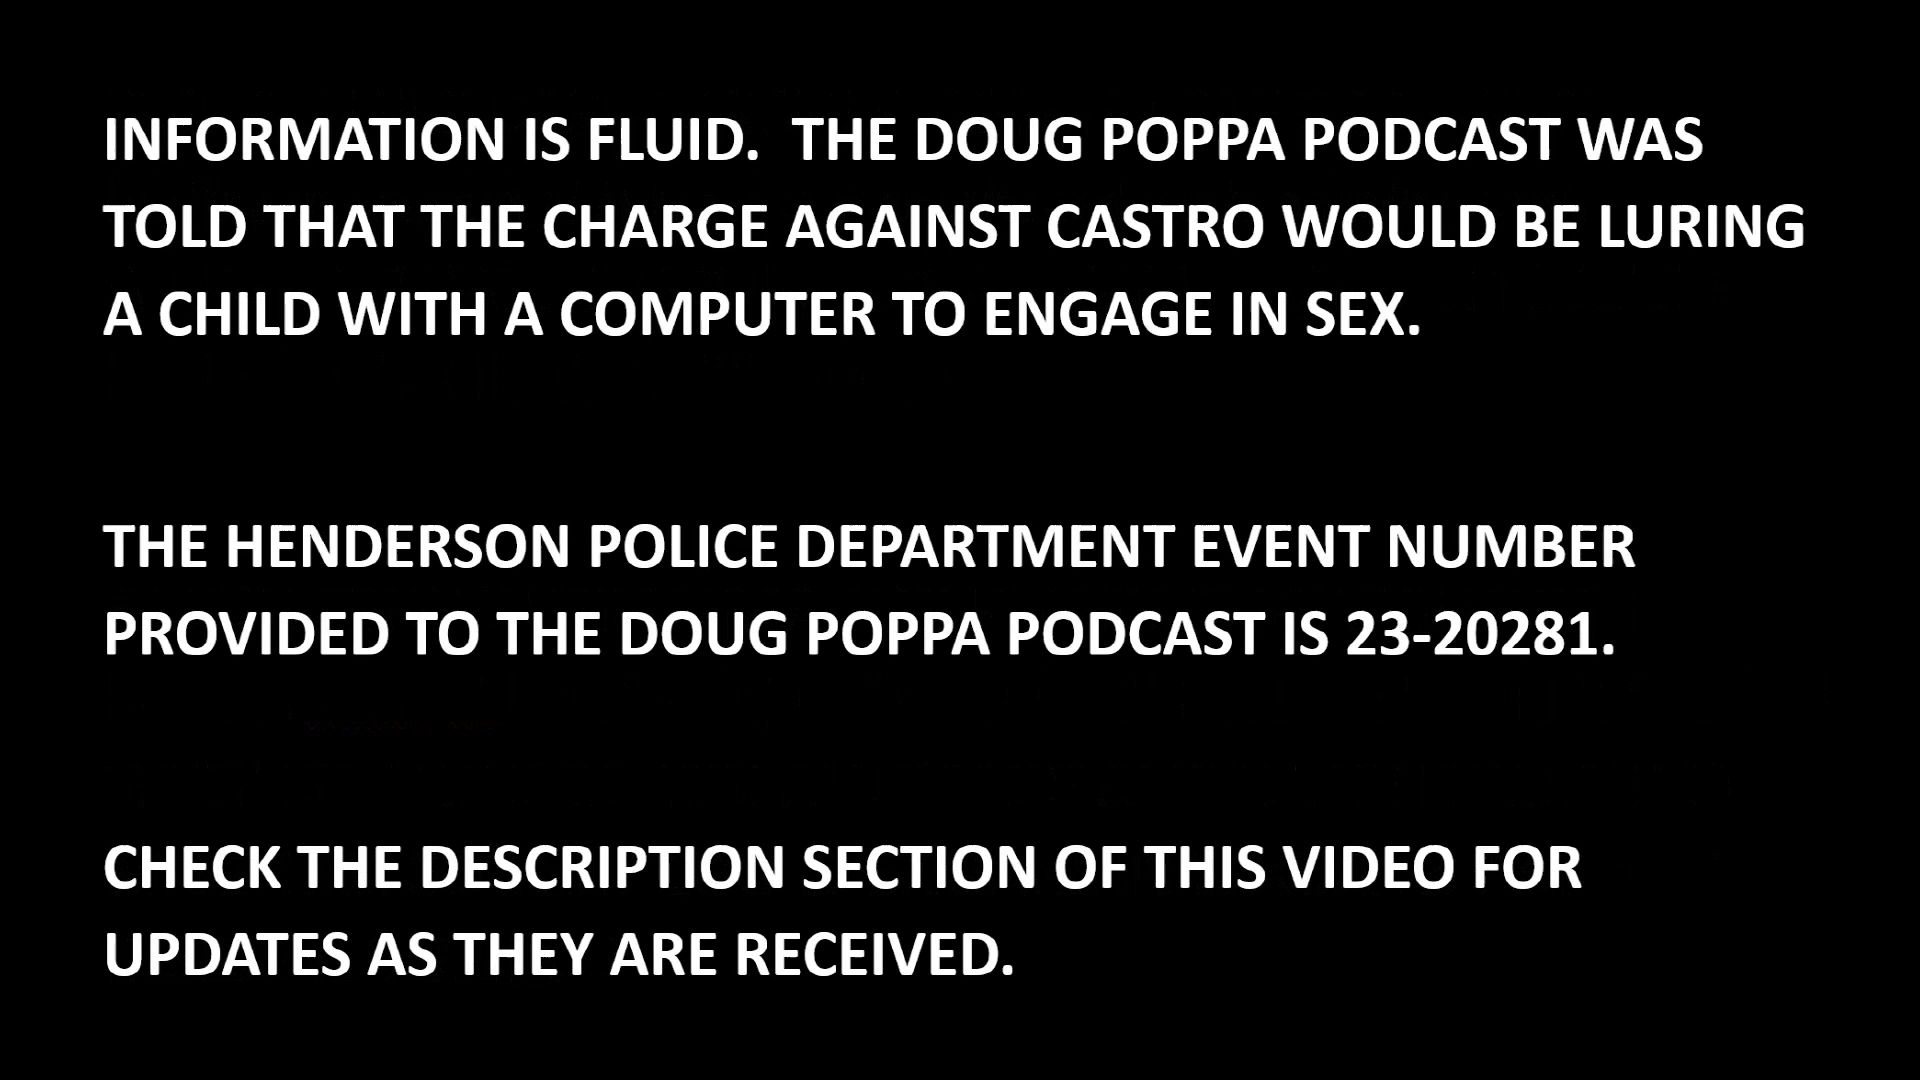 INFORMATION IS FLUID.  THE DOUG POPPA PODCAST WAS
TOLD THAT THE CHARGE AGAINST CASTRO WOULD BE LURING
A CHILD WITH A COMPUTER TO ENGAGE IN SEX.
THE HENDERSON POLICE DEPARTMENT EVENT NUMBER
PROVIDED TO THE DOUG POPPA PODCAST IS 23-20281.
CHECK THE DESCRIPTION SECTION OF THIS VIDEO FOR
UPDATES AS THEY ARE RECEIVED.